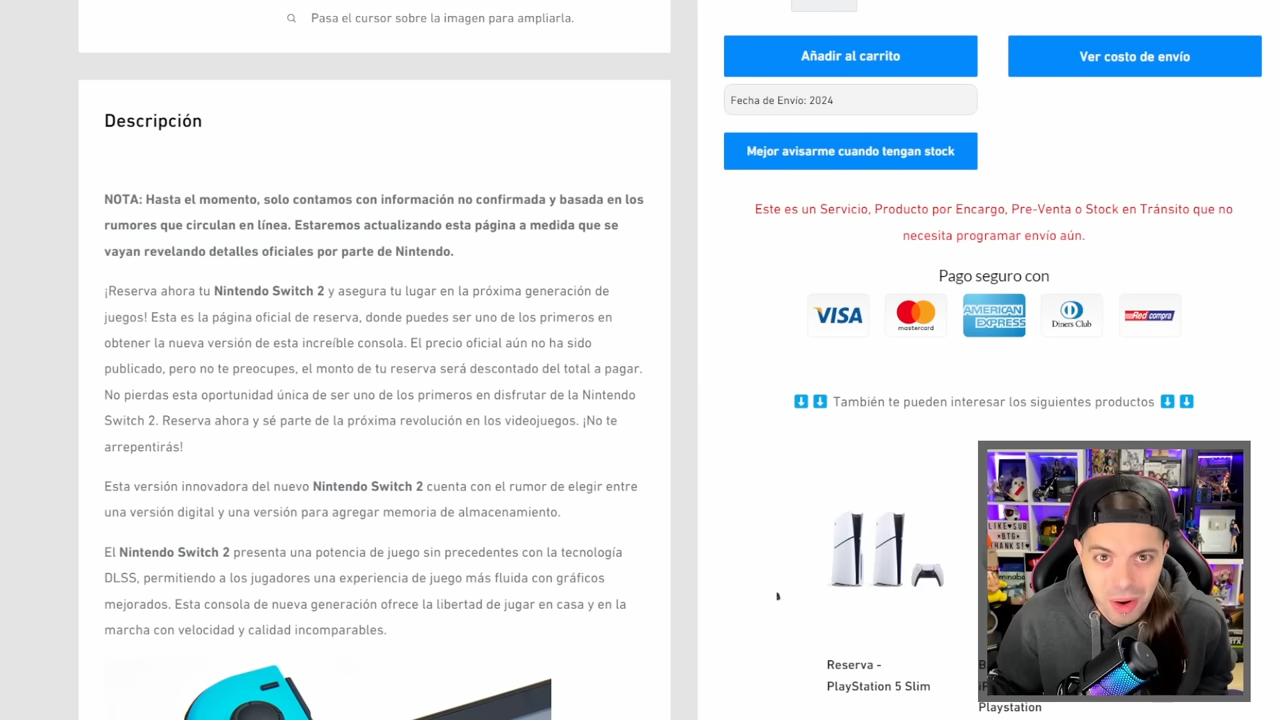 Pasa el cursor sobre la imagen para ampliarla.
Descripción
NOTA: Hasta el momento, solo contamos con información no confirmada y basada en los
rumores que circulan en línea. Estaremos actualizando esta página a medida que se
vayan revelando detalles oficiales por parte de Nintendo.
¡Reserva ahora tu Nintendo Switch 2 y asegura tu lugar en la próxima generación de
juegos! Esta es la página oficial de reserva, donde puedes ser uno de los primeros en
obtener la nueva versión de esta increíble consola. El precio oficial aún no ha sido
publicado, pero no te preocupes, el monto de tu reserva será descontado del total a pagar.
No pierdas esta oportunidad única de ser uno de los primeros en disfrutar de la Nintendo
Switch 2. Reserva ahora y sé parte de la próxima revolución en los videojuegos. ¡No te
arrepentirás!
Esta versión innovadora del nuevo Nintendo Switch 2 cuenta con el rumor de elegir entre
una versión digital y una versión para agregar memoria de almacenamiento.
El Nintendo Switch 2 presenta una potencia de juego sin precedentes con la tecnología
DLSS, permitiendo a los jugadores una experiencia de juego más fluida con gráficos
mejorados. Esta consola de nueva generación ofrece la libertad de jugar en casa y en la
marcha con velocidad y calidad incomparables.
Añadir al carrito
Ver costo de envío
Fecha de Envío: 2024
Mejor avisarme cuando tengan stock
Este es un Servicio, Producto por Encargo, Pre-Venta o Stock en Tránsito que no
necesita programar envío aún.
Pago seguro con
VISA
mastercard
AMERICAN
EXPRESS
Diners Club
Red compra
También te pueden interesar los siguientes productos
Reserva -
PlayStation 5 Slim
Playstation
LIKE SUB
BTG
THANKS!